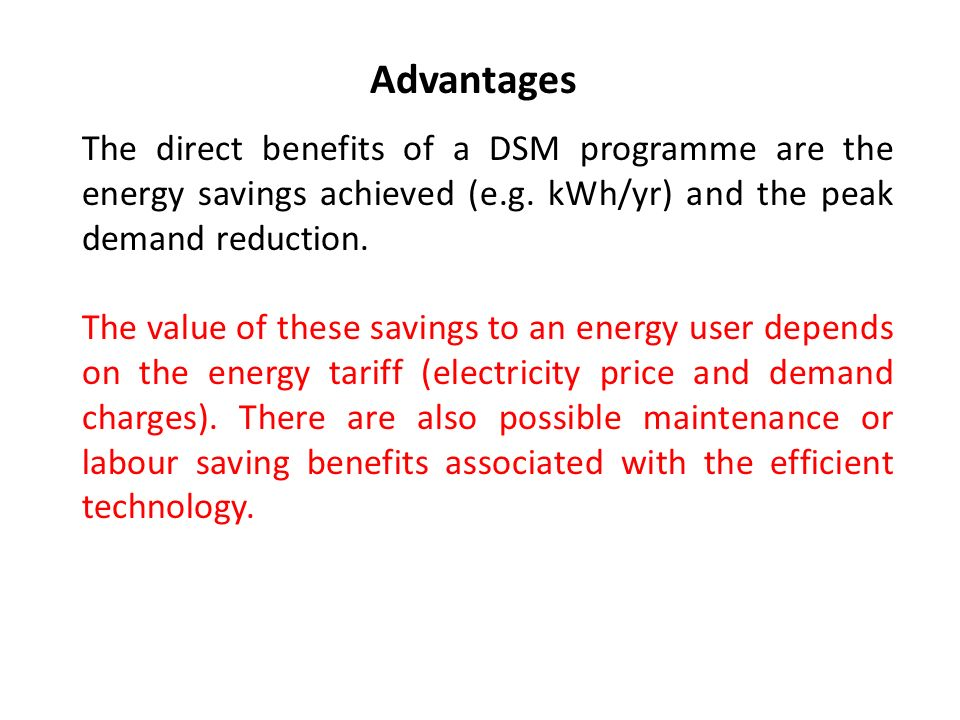 Advantages
The direct benefits of a DSM programme are the
energy savings achieved (e.g. kWh/yr) and the peak
demand reduction.
The value of these savings to an energy user depends
on the energy tariff (electricity price and demand
charges). There are also possible maintenance or
labour saving benefits associated with the efficient
technology.